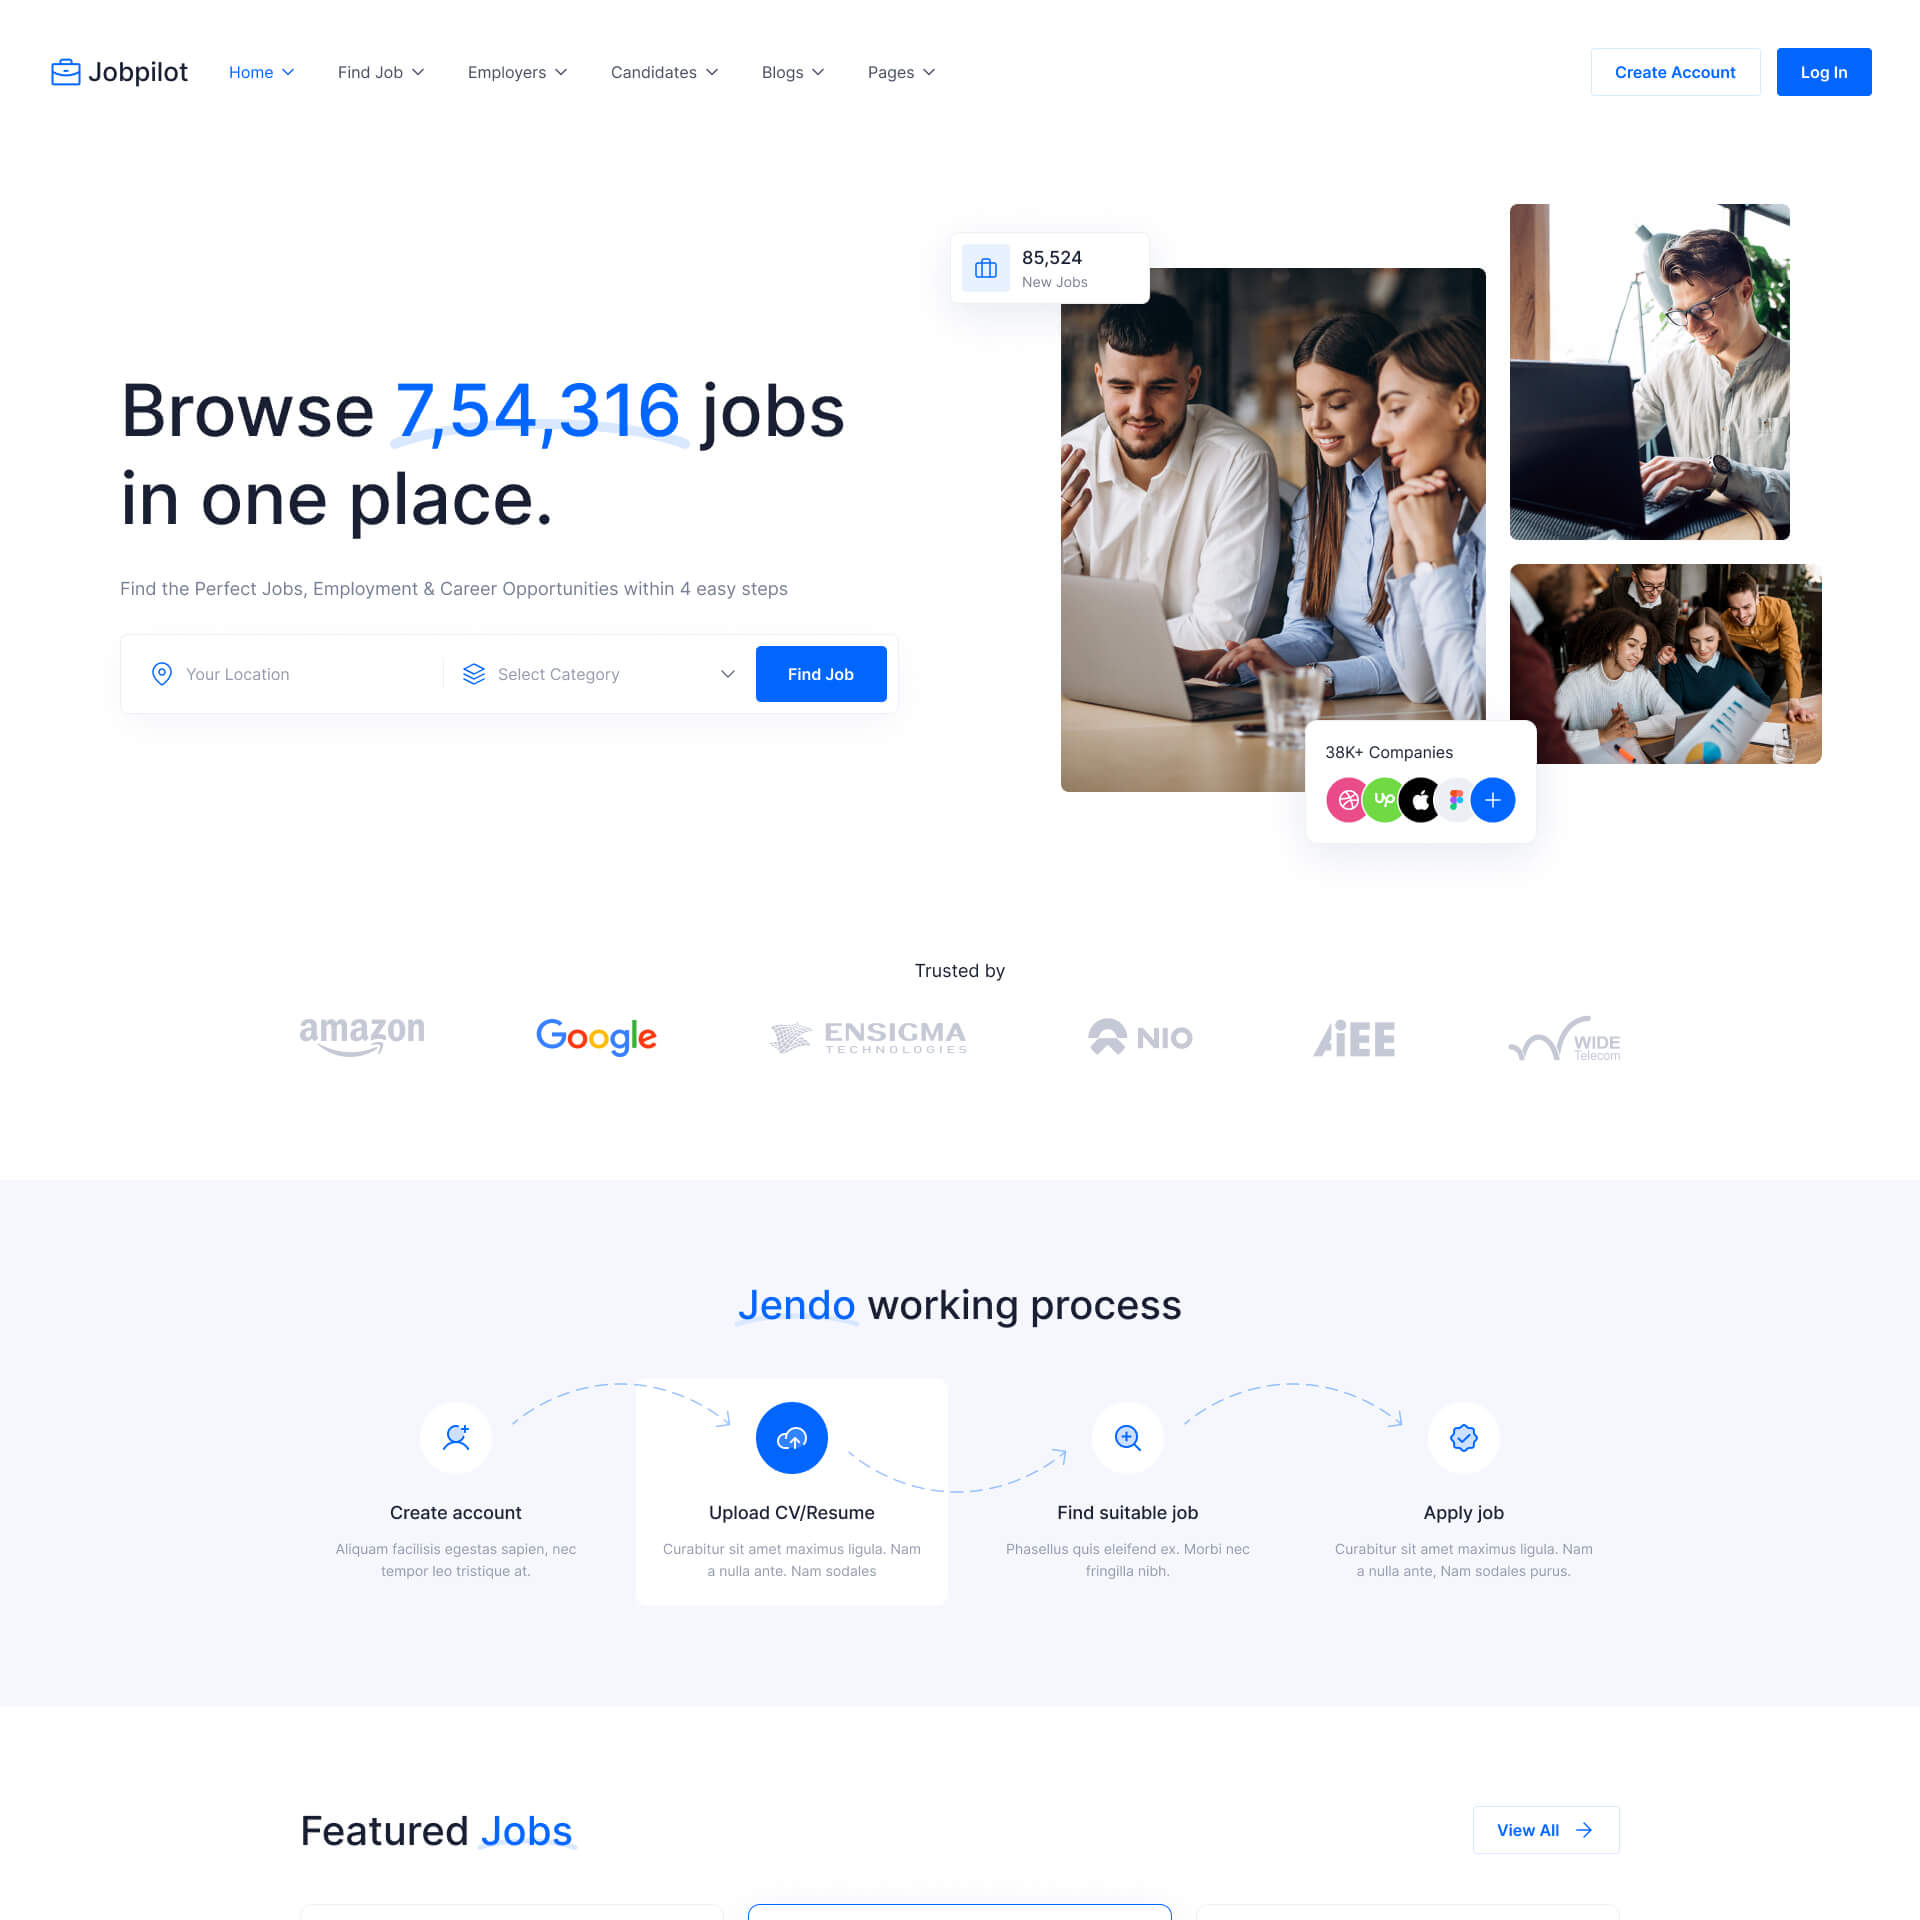 Jobpilot
Home
Find Job
Employers
Candidates
Blogs
Pages
Create Account
Log In
85,524
New Jobs
Browse 7,54,316 jobs
in one place.
Find the Perfect Jobs, Employment & Career Opportunities within 4 easy steps
Your Location
Select Category
Find Job
38K+ Companies
Up
Trusted by
amazon
Google
ENSIGMA
TECHNOLOGIES
NIO
AiEE
WIDE
Telecom
Jendo working process
Create account
Aliquam facilisis egestas sapien, nec
tempor leo tristique at.
Upload CV/Resume
Curabitur sit amet maximus ligula. Nam
a nulla ante. Nam sodales
Find suitable job
Phasellus quis eleifend ex. Morbi nec
fringilla nibh.
Apply job
Curabitur sit amet maximus ligula. Nam
a nulla ante, Nam sodales purus.
Featured Jobs
View All